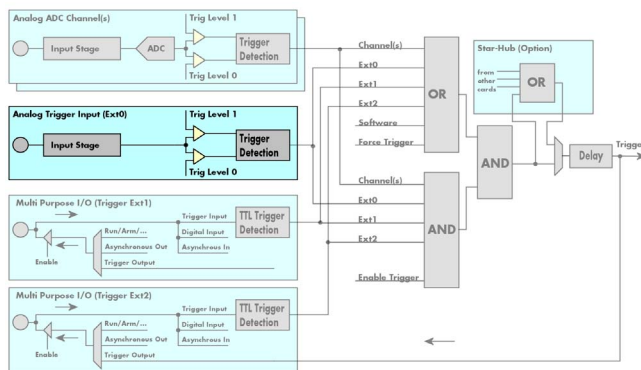 Analog ADC Channel(s)
Trig Level 1
Input Stage
ADC
Trigger
Detection
Trig Level 0
Analog Trigger Input (Ext0)
Trig Level 1
Input Stage
Trigger
Detection
Trig Level 0
Multi Purpose I/O (Trigger Ext1)
Trigger Input
TTL Trigger
Detection
Run/Arm/...
Digital Input
Asynchronous Out
Asynchrous In
Enable
Trigger Output
Multi Purpose I/O (Trigger Ext2)
Trigger Input
TTL Trigger
Detection
Run/Arm/...
Digital Input
Asynchronous Out
Asynchrous In
Enable
Trigger Output
Channel(s)
Ext0
Ext1
Ext2
Software
Force Trigger
OR
Channel(s)
Ext0
Ext1
Ext2
Enable Trigger
AND
AND
Star-Hub (Option)
from
other
cards
OR
Delay
Trigge